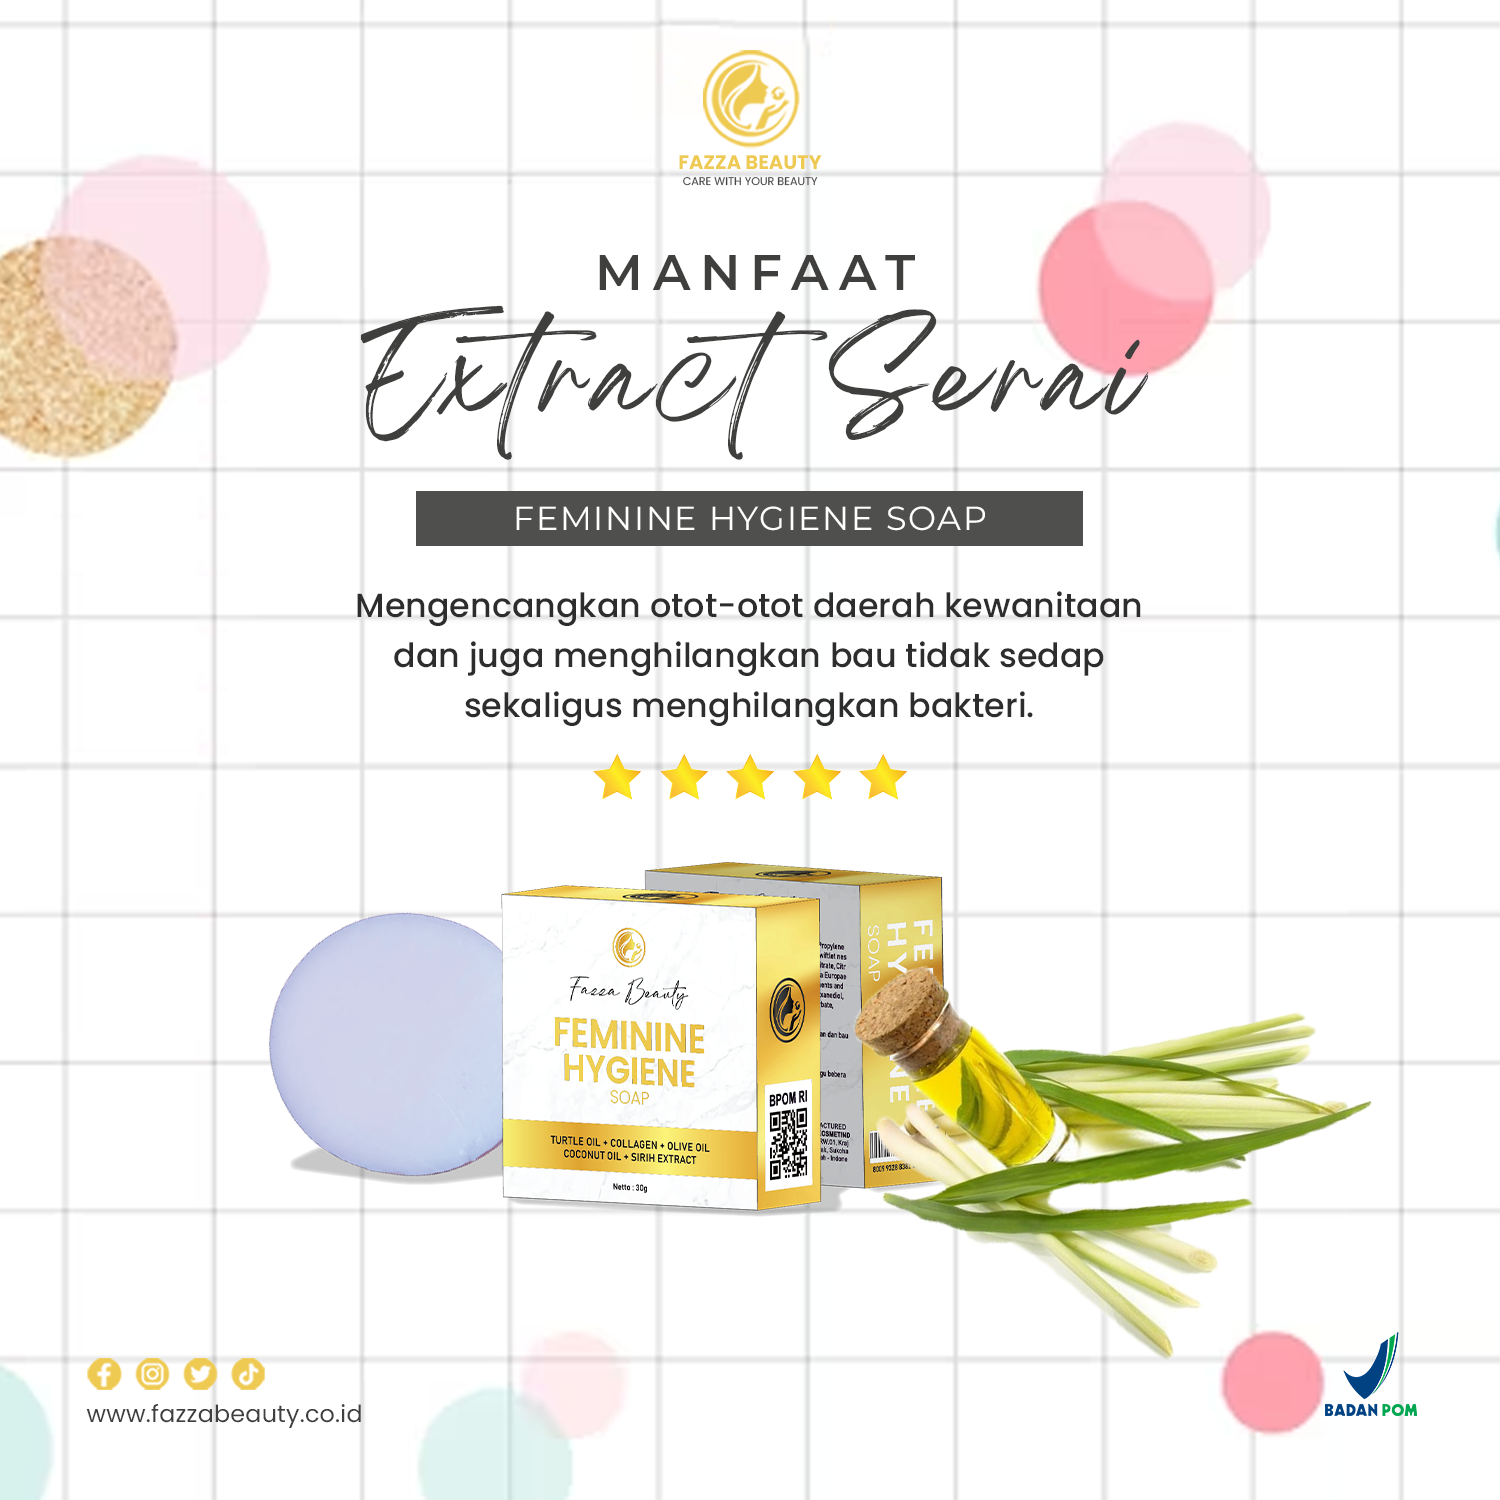 FAZZA BEAUTY
CARE WITH YOUR BEAUTY
MANFAAT
Extract Serai
FEMININE HYGIENE SOAP
Mengencangkan otot-otot daerah kewanitaan
dan juga menghilangkan bau tidak sedap
sekaligus menghilangkan bakteri.
Fazza Beauty
FEMININE
HYGIENE
SOAP
TURTLE OIL + COLLAGEN + OLIVE OIL
COCONUT OIL + SIRIH EXTRACT
Netto : 30g
BPOM RI
SOAP
www.fazzabeauty.co.id
BADAN POM